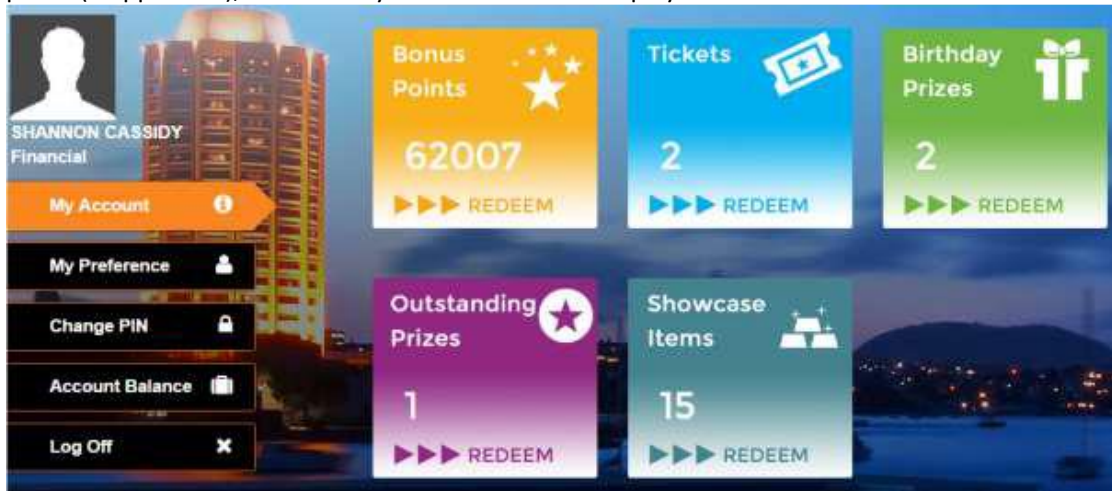 SHANNON CASSIDY
Financial
My Account
My Preference
Change PIN
Account Balance
Log Off
Bonus
Points
62007
REDEEM
Tickets
2
REDEEM
Birthday
Prizes
2
REDEEM
Outstanding
Prizes
1
REDEEM
Showcase
Items
15
REDEEM